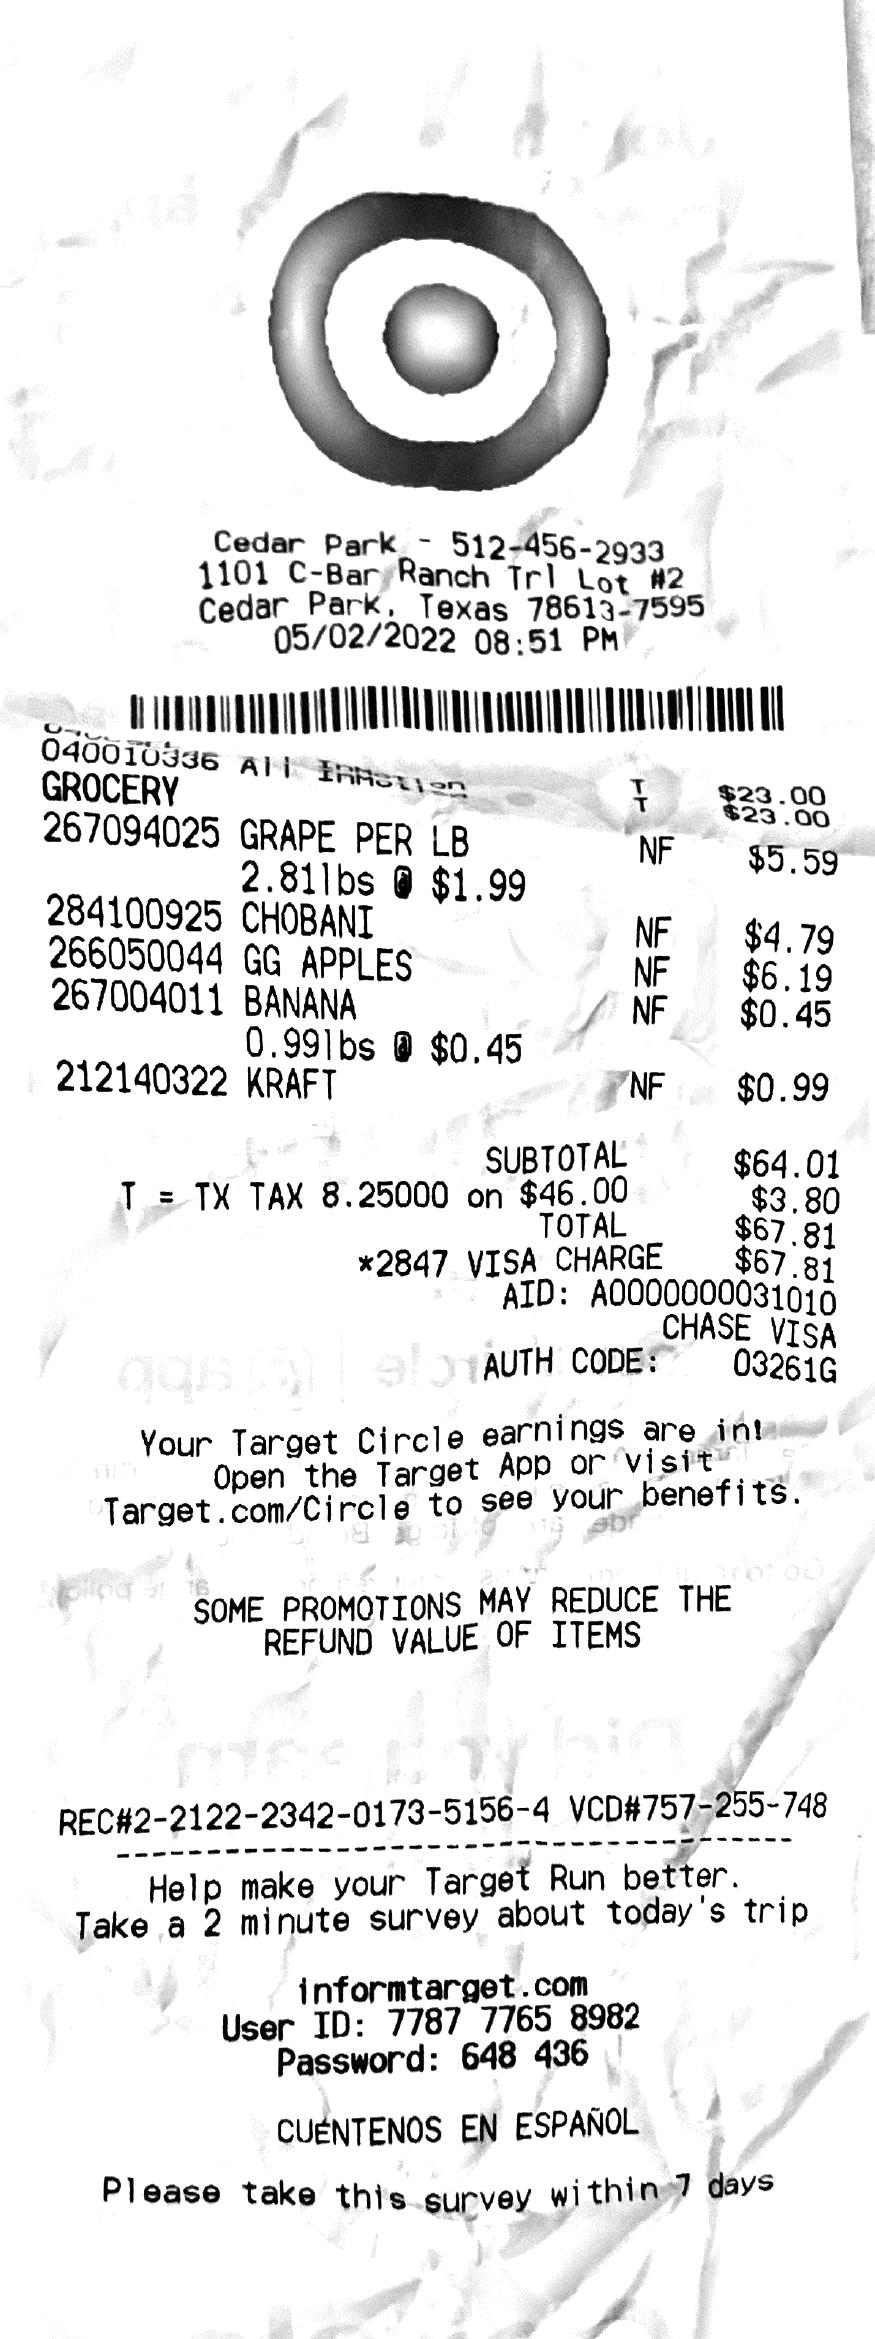 Cedar Park - 512-456-2933
1101 C-Bar Ranch Trl Lot #2
Cedar Park, Texas 78613-7595
05/02/2022 08:51 PM
040010336 All T $23.00
T $23.00
GROCERY
267094025 GRAPE PER LB NF $5.59
2.81lbs @ $1.99
284100925 CHOBANI NF $4.79
266050044 GG APPLES NF $6.19
267004011 BANANA NF $0.45
0.99lbs @ $0.45
212140322 KRAFT NF $0.99
SUBTOTAL $64.01
T = TX TAX 8.25000 on $46.00 $3.80
TOTAL $67.81
*2847 VISA CHARGE $67.81
AID: A0000000031010
CHASE VISA
AUTH CODE: 03261G
Your Target Circle earnings are in!
Open the Target App or visit
Target.com/Circle to see your benefits.
SOME PROMOTIONS MAY REDUCE THE
REFUND VALUE OF ITEMS
REC#2-2122-2342-0173-5156-4 VCD#757-255-748
Help make your Target Run better.
Take a 2 minute survey about today's trip
informtarget.com
User ID: 7787 7765 8982
Password: 648 436
CUÉNTENOS EN ESPAÑOL
Please take this survey within 7 days